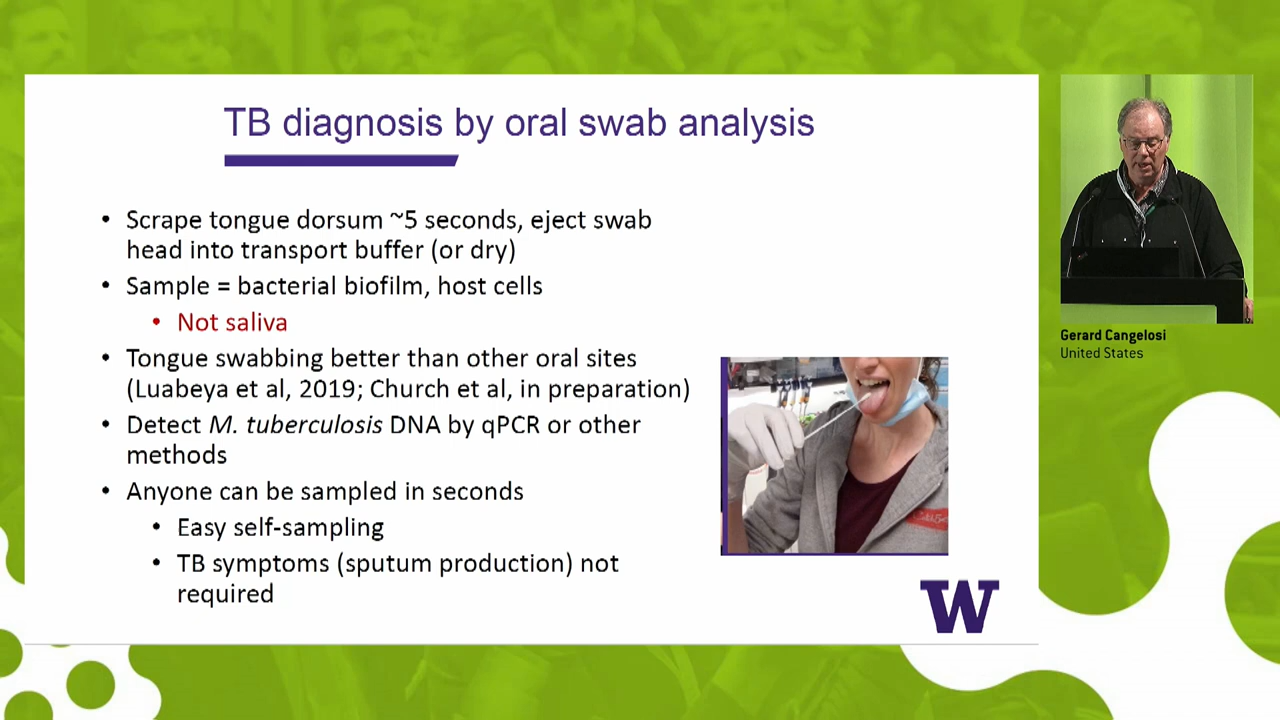 TB diagnosis by oral swab analysis
• Scrape tongue dorsum ~5 seconds, eject swab
head into transport buffer (or dry)
• Sample = bacterial biofilm, host cells
• Not saliva
• Tongue swabbing better than other oral sites
(Luabeya et al, 2019; Church et al, in preparation)
• Detect M. tuberculosis DNA by qPCR or other
methods
• Anyone can be sampled in seconds
• Easy self-sampling
• TB symptoms (sputum production) not
required
W
Gerard Cangelosi
United States